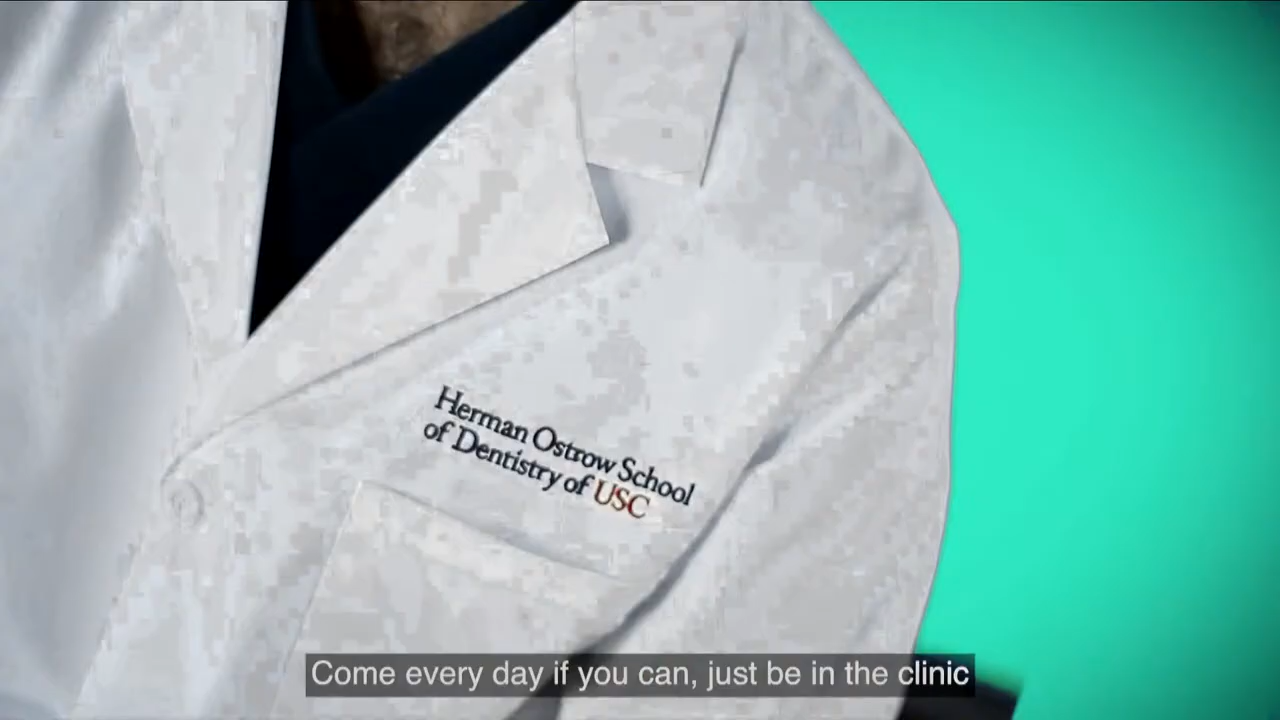 Herman Ostrow School
of Dentistry of USC
Come every day if you can, just be in the clinic